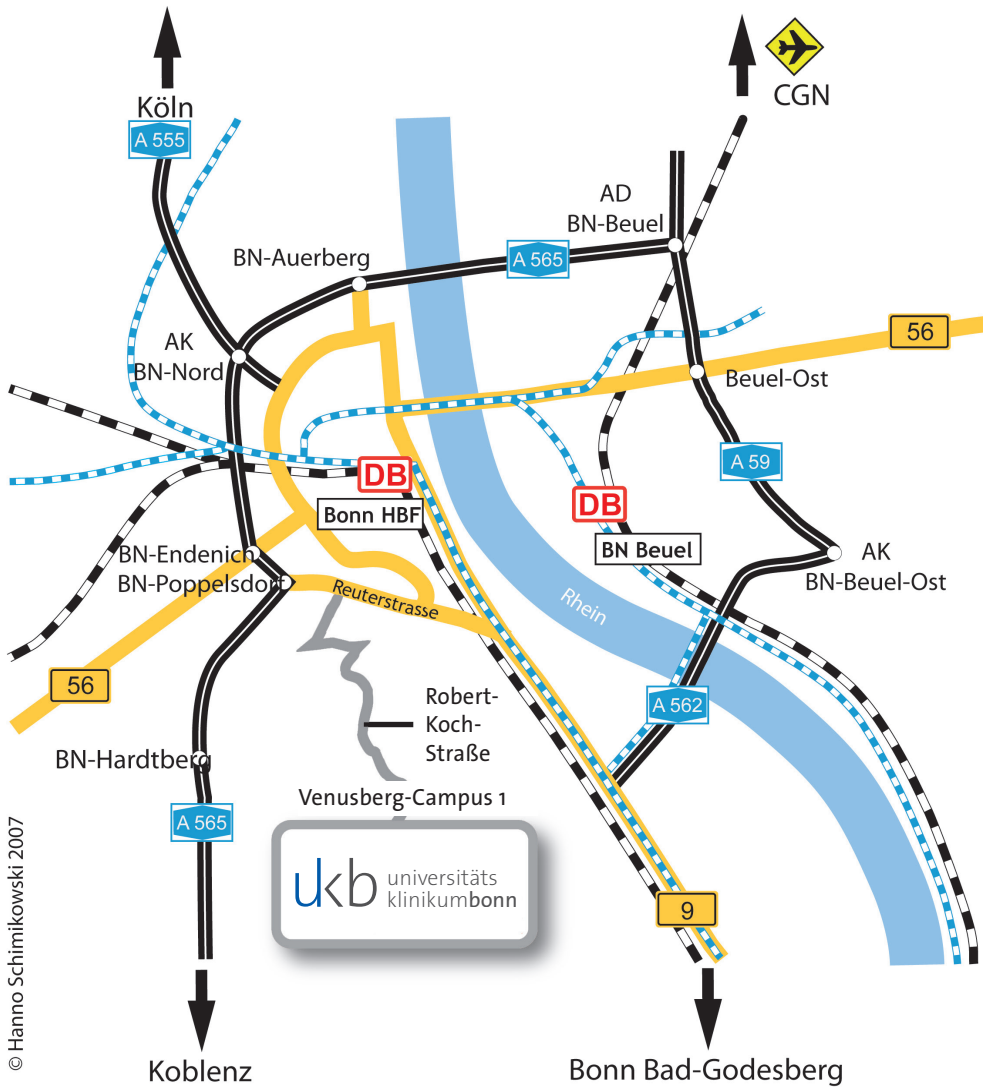 Köln
A 555
CGN
AD
BN-Beuel
BN-Auerberg
A 565
AK
BN-Nord
56
Beuel-Ost
A 59
DB
Bonn HBF
DB
BN Beuel
AK
BN-Beuel-Ost
BN-Endenich
BN-Poppelsdorf
Reuterstrasse
Rhein
56
Robert-
Koch-
Straße
A 562
BN-Hardtberg
A 565
Venusberg-Campus 1
ukb universitäts
klinikumbonn
9
Koblenz
Bonn Bad-Godesberg
© Hanno Schimikowski 2007